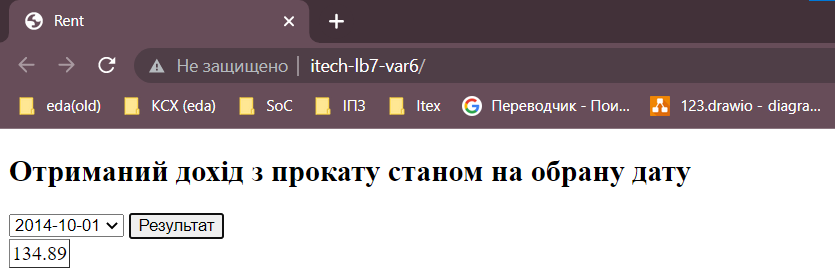 Rent
Не защищено | itech-lb7-var6/
eda(old) КСХ (eda) SoC ІПЗ Itex Переводчик - Пои... 123.drawio - diagra...
Отриманий дохід з прокату станом на обрану дату
2014-10-01 Результат
134.89